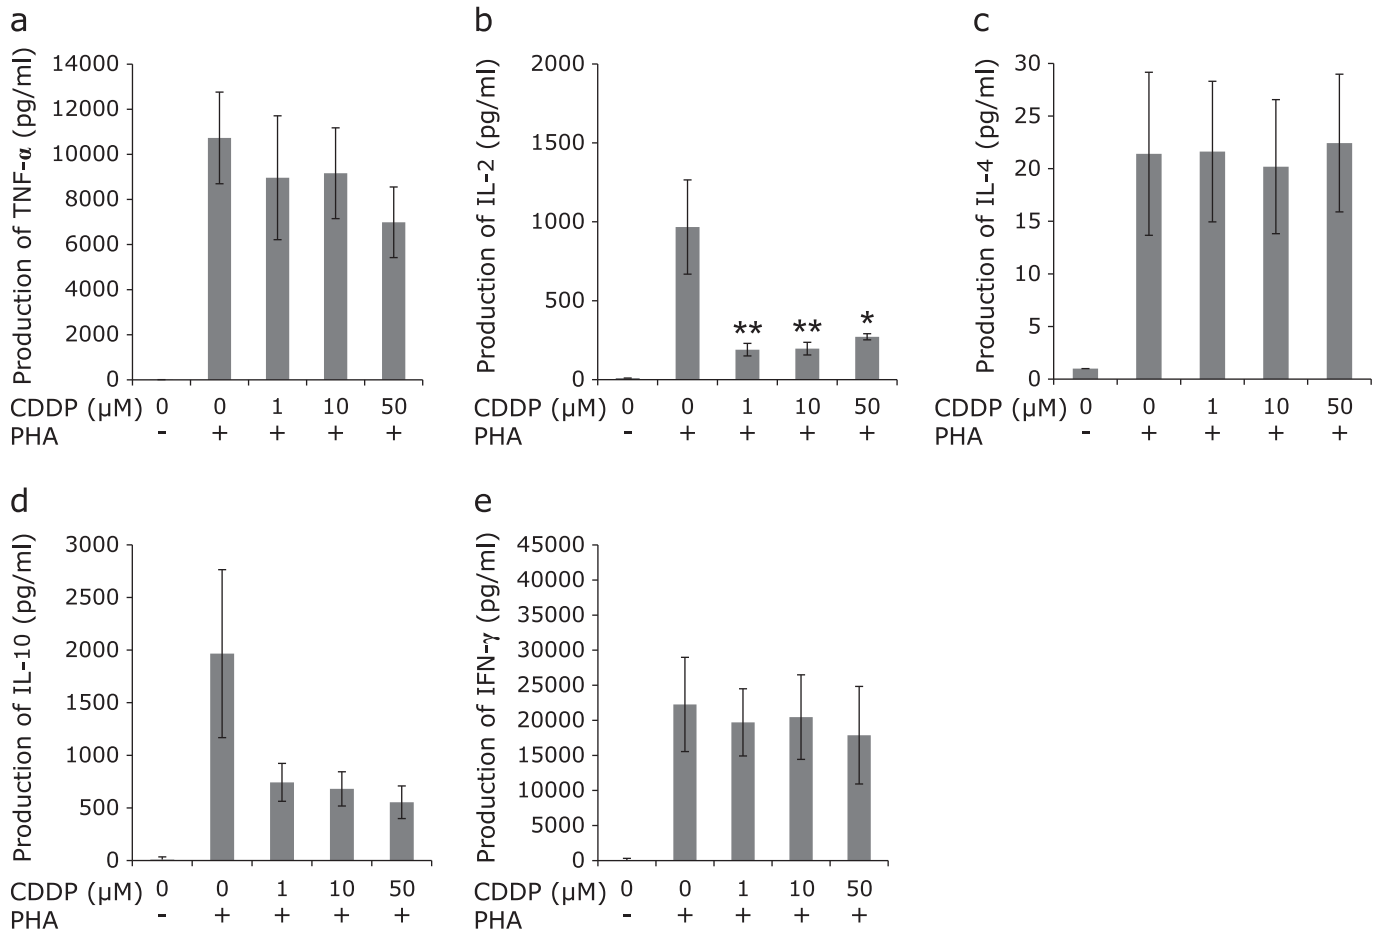 a
Production of TNF-α (pg/ml)
14000
12000
10000
8000
6000
4000
2000
0
CDDP (μM) 0 0 1 10 50
PHA - + + + +
b
Production of IL-2 (pg/ml)
2000
1500
1000
500
0
** ** *
CDDP (μM) 0 0 1 10 50
PHA - + + + +
c
Production of IL-4 (pg/ml)
30
25
20
15
10
5
0
CDDP (μM) 0 0 1 10 50
PHA - + + + +
d
Production of IL-10 (pg/ml)
3000
2500
2000
1500
1000
500
0
CDDP (μM) 0 0 1 10 50
PHA - + + + +
e
Production of IFN-γ (pg/ml)
45000
40000
35000
30000
25000
20000
15000
10000
5000
0
CDDP (μM) 0 0 1 10 50
PHA - + + + +